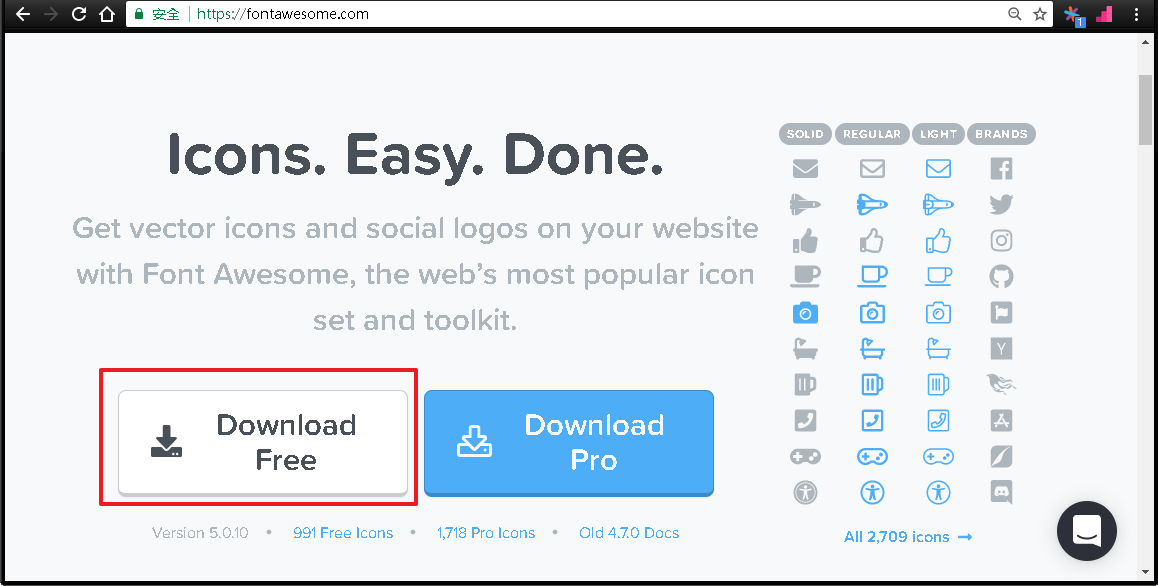 安全
https://fontawesome.com
1
Icons. Easy. Done.
Get vector icons and social logos on your website
with Font Awesome, the web's most popular icon
set and toolkit.
Download
Free
Download
Pro
Version 5.0.10 • 991 Free Icons • 1,718 Pro Icons • Old 4.7.0 Docs
SOLID REGULAR LIGHT BRANDS
All 2,709 icons →